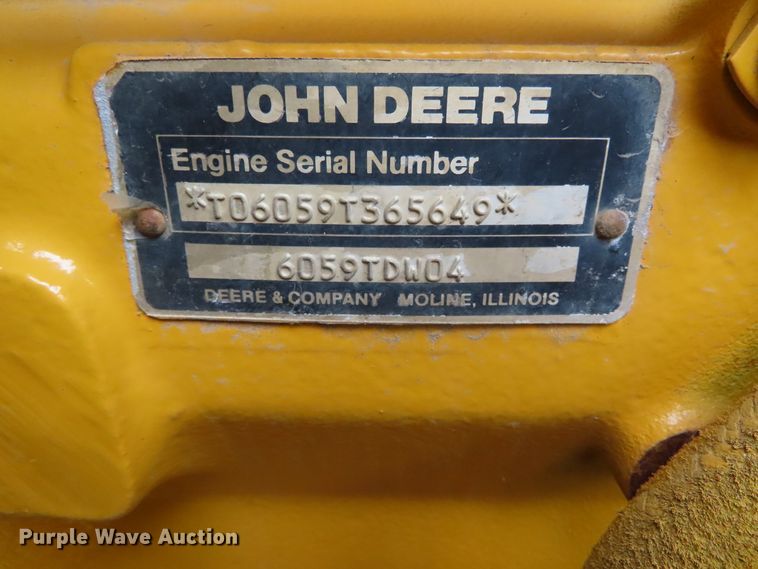 JOHN DEERE
Engine Serial Number
*T06059T365649*
6059TDW04
DEERE & COMPANY MOLINE, ILLINOIS
Purple Wave Auction